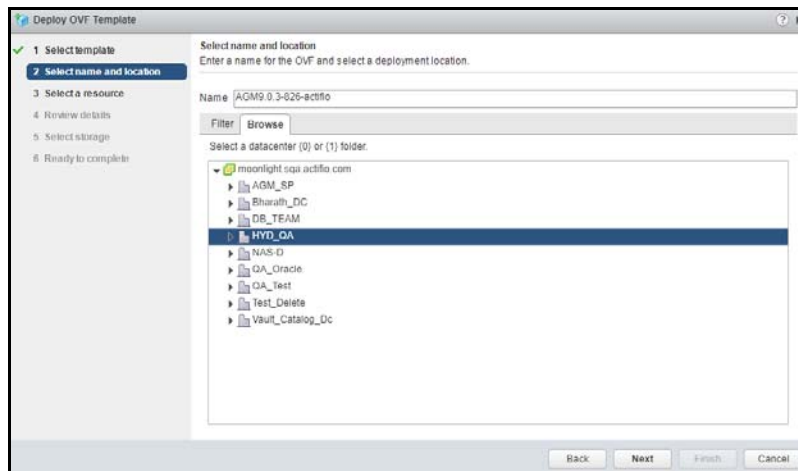 Deploy OVF Template
1 Select template
2 Select name and location
3 Select a resource
4 Review details
5 Select storage
6 Ready to complete
Select name and location
Enter a name for the OVF and select a deployment location.
Name AGM9.0.3-826-actifio
Filter Browse
Select a datacenter {0} or {1} folder.
moonlight.sqa.actifio.com
AGM_SP
Bharath_DC
DB_TEAM
HYD_QA
NAS-D
QA_Oracle
QA_Test
Test_Delete
Vault_Catalog_Dc
Back Next Finish Cancel